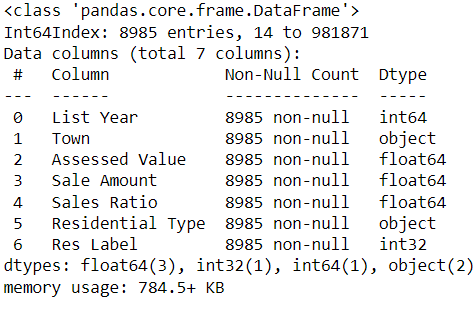 <class 'pandas.core.frame.DataFrame'>
Int64Index: 8985 entries, 14 to 981871
Data columns (total 7 columns):
 #   Column            Non-Null Count  Dtype
---  ------            --------------  -----
 0   List Year         8985 non-null   int64
 1   Town              8985 non-null   object
 2   Assessed Value    8985 non-null   float64
 3   Sale Amount       8985 non-null   float64
 4   Sales Ratio       8985 non-null   float64
 5   Residential Type  8985 non-null   object
 6   Res Label         8985 non-null   int32
dtypes: float64(3), int32(1), int64(1), object(2)
memory usage: 784.5+ KB